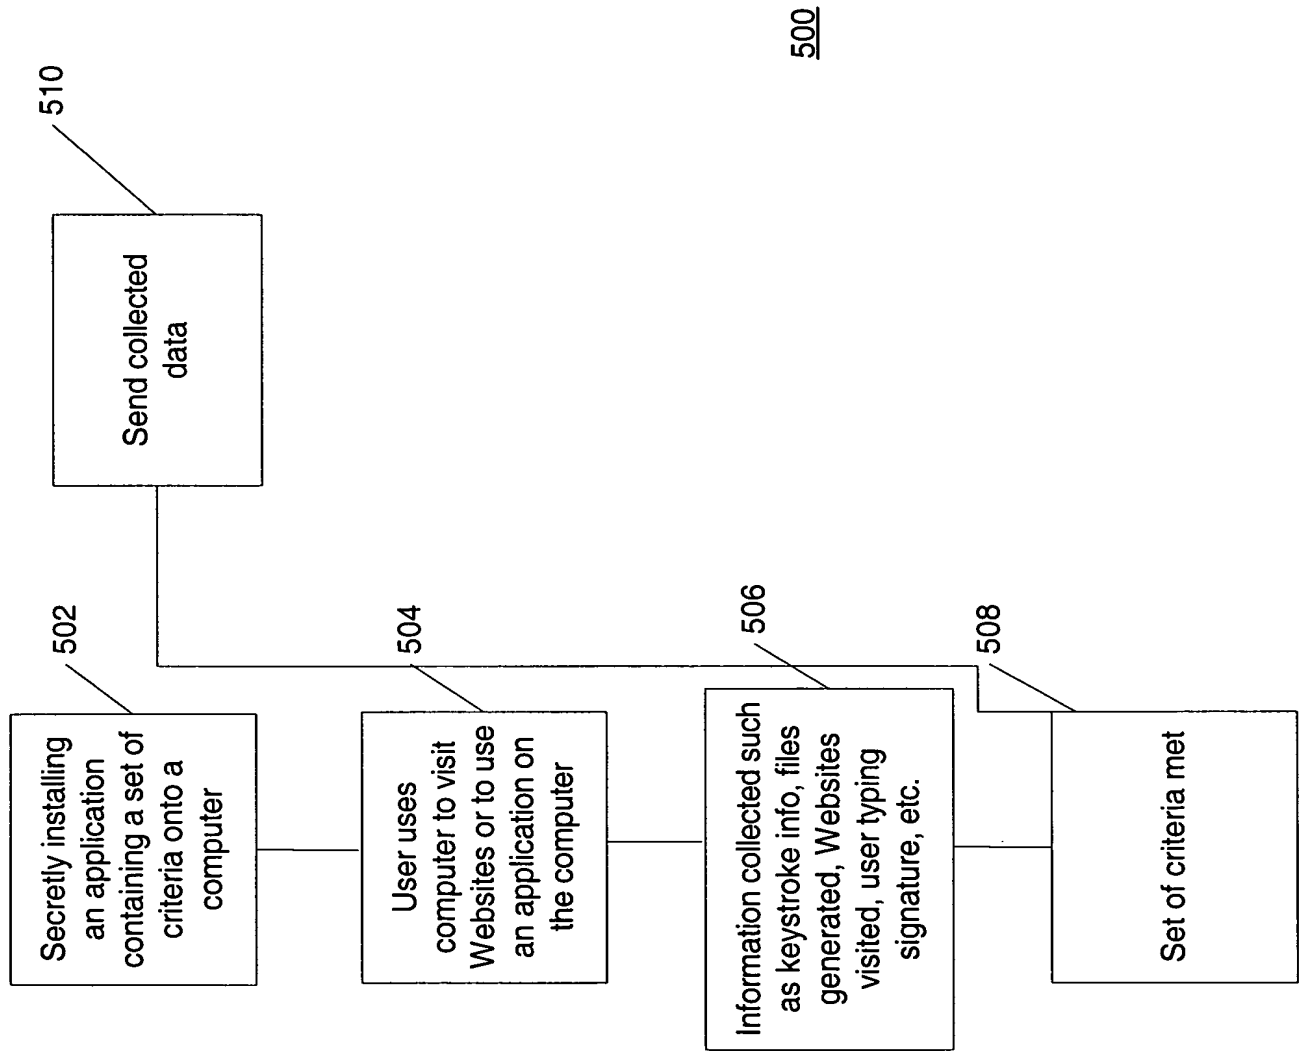 502
Secretly installing
an application
containing a set of
criteria onto a
computer
504
User uses
computer to visit
Websites or to use
an application on
the computer
506
Information collected such
as keystroke info, files
generated, Websites
visited, user typing
signature, etc.
508
Set of criteria met
510
Send collected
data
500